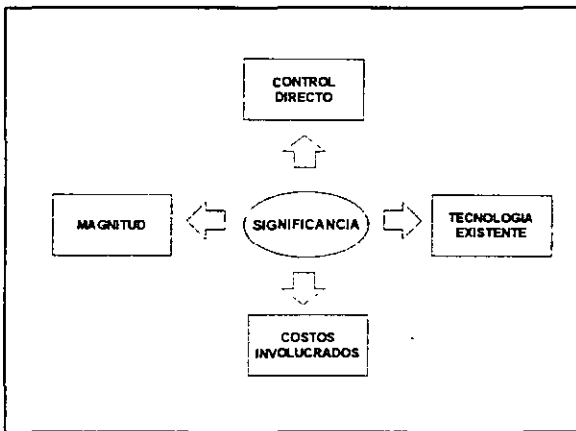 CONTROL
DIRECTO
MAGNITUD
SIGNIFICANCIA
TECNOLOGIA
EXISTENTE
COSTOS
INVOLUCRADOS